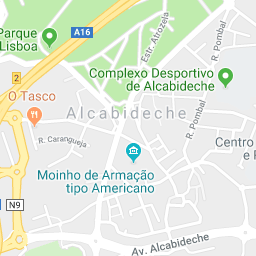 Parque
Lisboa
A16
Estr. Atrozela
2
Complexo Desportivo
de Alcabideche
R. Pombal
R. Pombal
O Tasco
Alcabideche
R. Carangueja
Centro
Moinho de Armação
tipo Americano
N9
Av. Alcabideche